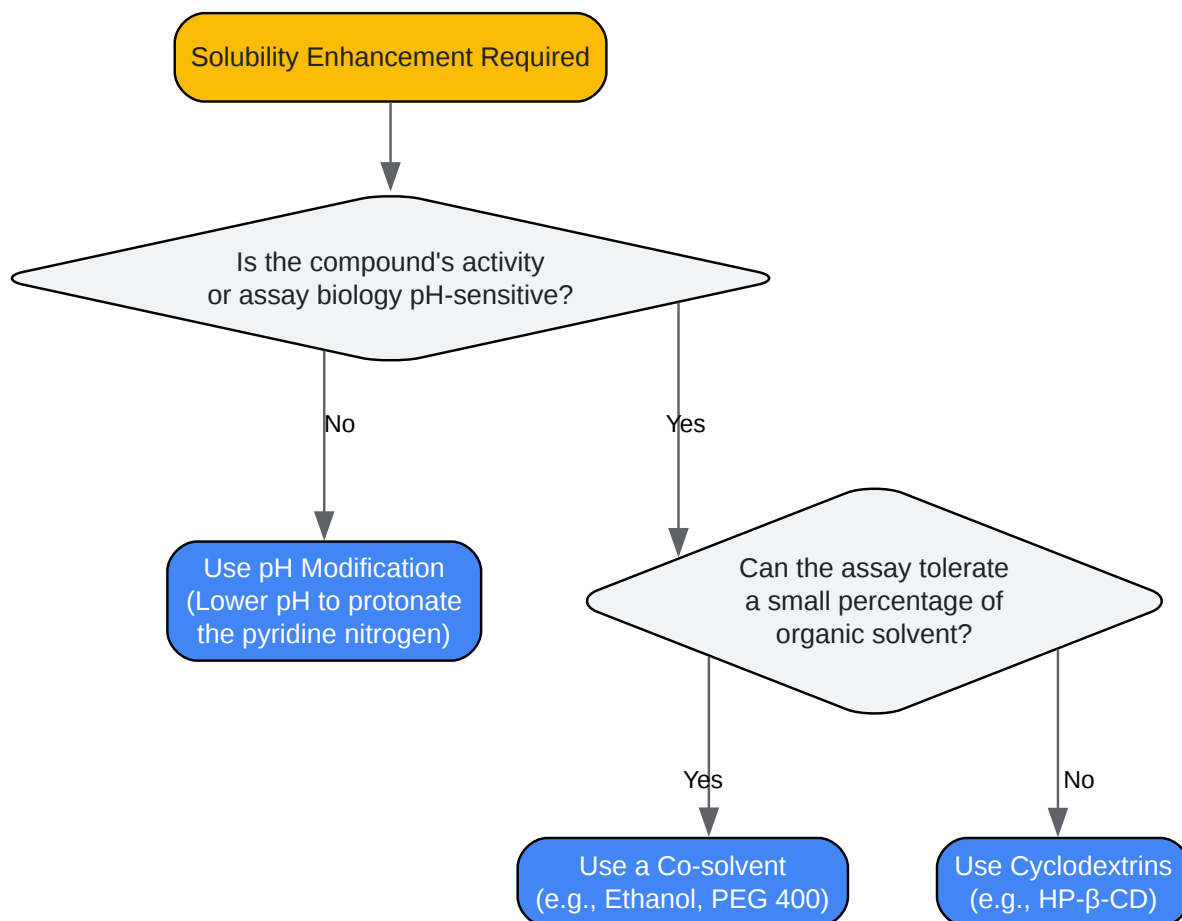 Solubility Enhancement Required
Is the compound's activity
or assay biology pH-sensitive?
No
Yes
Use pH Modification
(Lower pH to protonate
the pyridine nitrogen)
Can the assay tolerate
a small percentage of
organic solvent?
Yes
No
Use a Co-solvent
(e.g., Ethanol, PEG 400)
Use Cyclodextrins
(e.g., HP-β-CD)